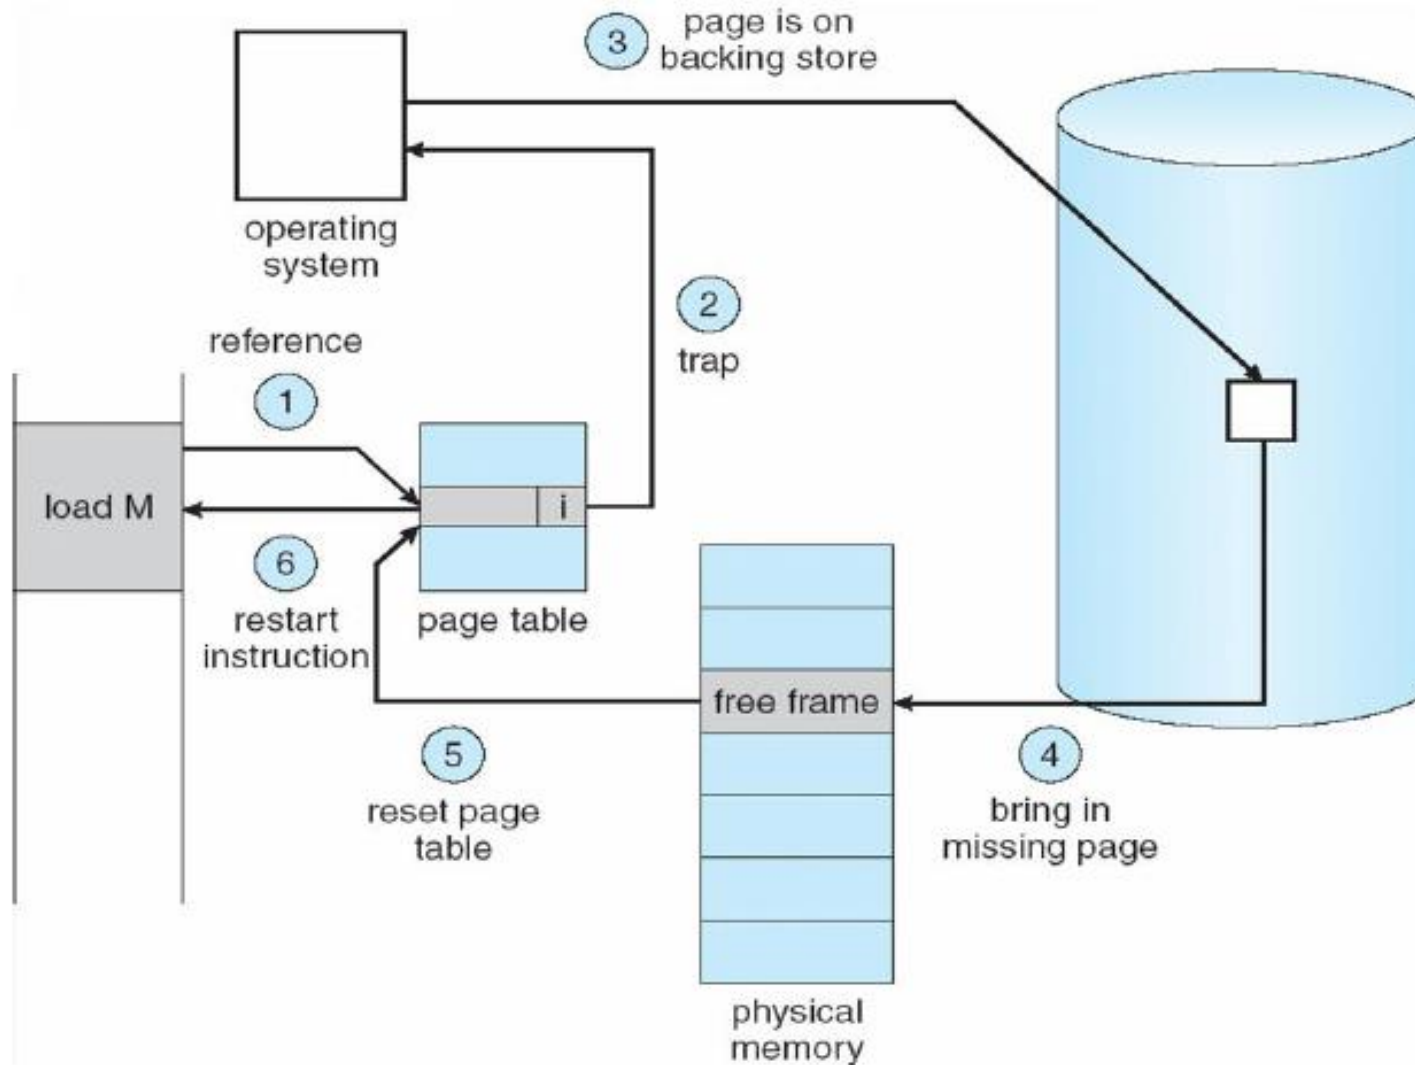 3
page is on
backing store
operating
system
2
trap
reference
1
load M
i
6
restart
instruction
page table
free frame
5
reset page
table
4
bring in
missing page
physical
memory